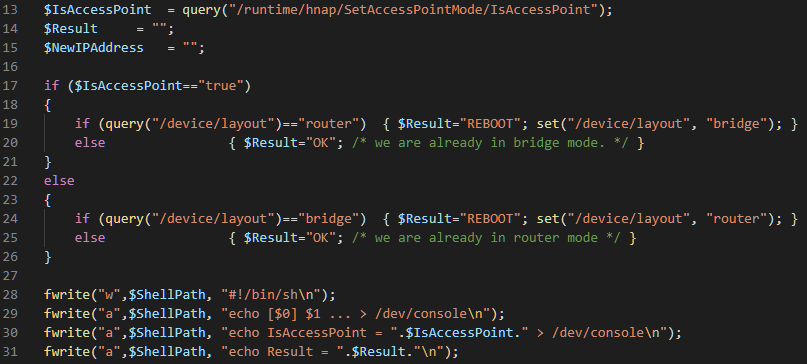 13 $IsAccessPoint = query("/runtime/hnap/SetAccessPointMode/IsAccessPoint");
14 $Result = "";
15 $NewIPAddress = "";
16
17 if ($IsAccessPoint=="true")
18 {
19 if (query("/device/layout")=="router") { $Result="REBOOT"; set("/device/layout", "bridge"); }
20 else { $Result="OK"; /* we are already in bridge mode. */ }
21 }
22 else
23 {
24 if (query("/device/layout")=="bridge") { $Result="REBOOT"; set("/device/layout", "router"); }
25 else { $Result="OK"; /* we are already in router mode */ }
26 }
27
28 fwrite("w",$ShellPath, "#!/bin/sh\n");
29 fwrite("a",$ShellPath, "echo [$0] $1 ... > /dev/console\n");
30 fwrite("a",$ShellPath, "echo IsAccessPoint = ".$IsAccessPoint." > /dev/console\n");
31 fwrite("a",$ShellPath, "echo Result = ".$Result."\n");